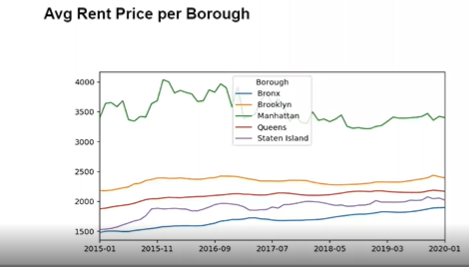 Avg Rent Price per Borough
4000
3500
3000
2500
2000
1500
Borough
Bronx
Brooklyn
Manhattan
Queens
Staten Island
2015-01 2015-11 2016-09 2017-07 2018-05 2019-03 2020-01